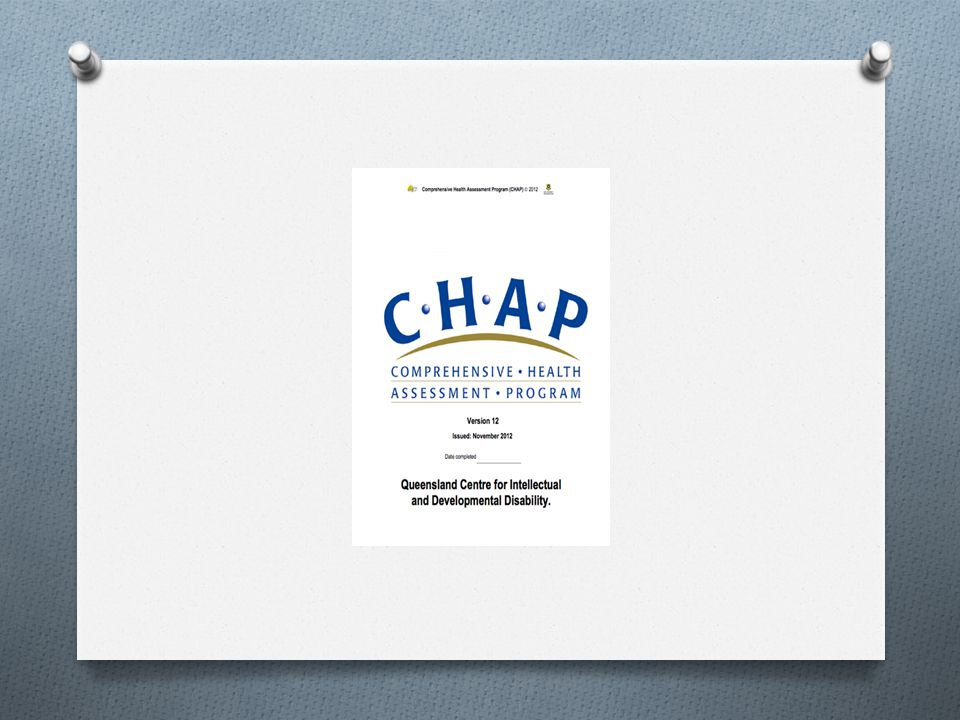 Comprehensive Health Assessment Program (CHAP) © 2012
C·H·A·P
COMPREHENSIVE • HEALTH
ASSESSMENT • PROGRAM
Version 12
Issued: November 2012
Date completed
Queensland Centre for Intellectual
and Developmental Disability.